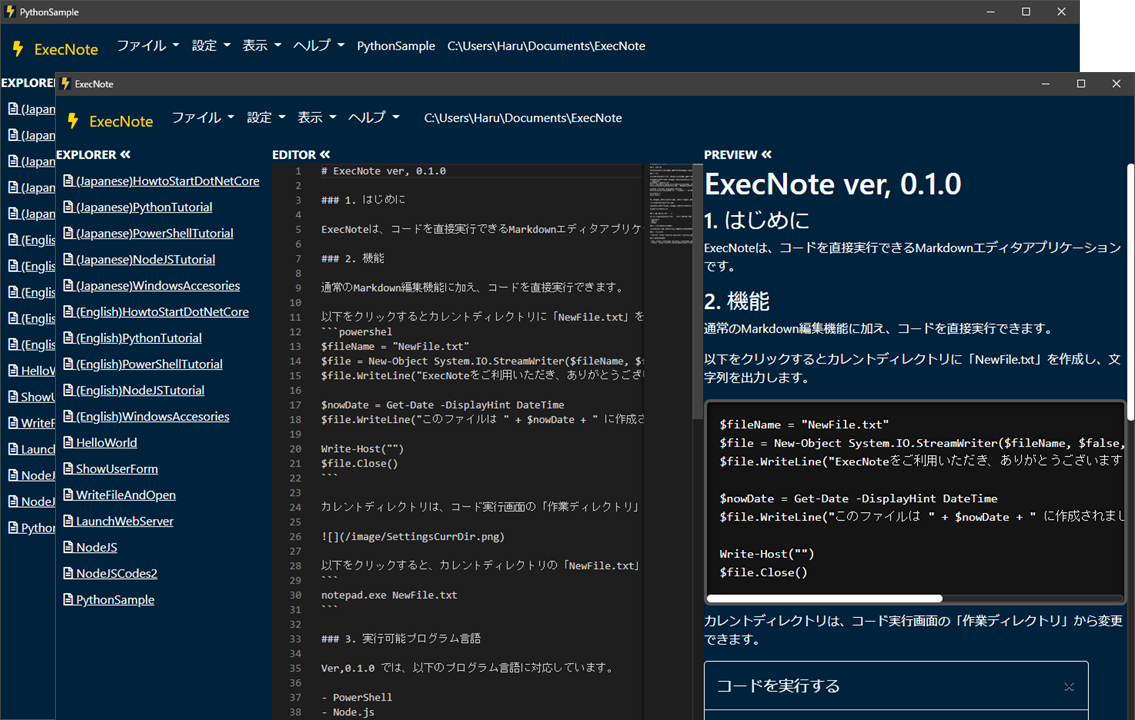 PythonSample
ExecNote ファイル 設定 表示 ヘルプ PythonSample C:\Users\Haru\Documents\ExecNote
EXPLORE
(Japan
(Japan
(Japan
(Japan
(Japan
(Englis
(Englis
(Englis
(Englis
(Englis
HelloW
ShowU
WriteF
Launc
NodeJ
NodeJ
Python
ExecNote
ExecNote ファイル 設定 表示 ヘルプ C:\Users\Haru\Documents\ExecNote
EXPLORER
(Japanese)HowtoStartDotNetCore
(Japanese)PythonTutorial
(Japanese)PowerShellTutorial
(Japanese)NodeJSTutorial
(Japanese)WindowsAccesories
(English)HowtoStartDotNetCore
(English)PythonTutorial
(English)PowerShellTutorial
(English)NodeJSTutorial
(English)WindowsAccesories
HelloWorld
ShowUserForm
WriteFileAndOpen
LaunchWebServer
NodeJS
NodeJSCodes2
PythonSample
EDITOR
1 # ExecNote ver, 0.1.0
2
3 ### 1. はじめに
4
5 ExecNoteは、コードを直接実行できるMarkdownエディタアプリケ
6
7 ### 2. 機能
8
9 通常のMarkdown編集機能に加え、コードを直接実行できます。
10
11 以下をクリックするとカレントディレクトリに「NewFile.txt」を
12 ```powershel
13 $fileName = "NewFile.txt"
14 $file = New-Object System.IO.StreamWriter($fileName, $f
15 $file.WriteLine("ExecNoteをご利用いただき、ありがとうござい
16
17 $nowDate = Get-Date -DisplayHint DateTime
18 $file.WriteLine("このファイルは " + $nowDate + " に作成さ
19
20 Write-Host("")
21 $file.Close()
22 ```
23
24 カレントディレクトリは、コード実行画面の「作業ディレクトリ」
25
26 ![](/image/SettingsCurrDir.png)
27
28 以下をクリックすると、カレントディレクトリの「NewFile.txt」
29 ```
30 notepad.exe NewFile.txt
31 ```
32
33 ### 3. 実行可能プログラム言語
34
35 Ver,0.1.0 では、以下のプログラム言語に対応しています。
36
37 - PowerShell
38 - Node.js
PREVIEW
ExecNote ver, 0.1.0
1. はじめに
ExecNoteは、コードを直接実行できるMarkdownエディタアプリケーション
です。
2. 機能
通常のMarkdown編集機能に加え、コードを直接実行できます。
以下をクリックするとカレントディレクトリに「NewFile.txt」を作成し、文
字列を出力します。
$fileName = "NewFile.txt"
$file = New-Object System.IO.StreamWriter($fileName, $false,
$file.WriteLine("ExecNoteをご利用いただき、ありがとうございます
$nowDate = Get-Date -DisplayHint DateTime
$file.WriteLine("このファイルは " + $nowDate + " に作成されまし
Write-Host("")
$file.Close()
カレントディレクトリは、コード実行画面の「作業ディレクトリ」から変更
できます。
コードを実行する